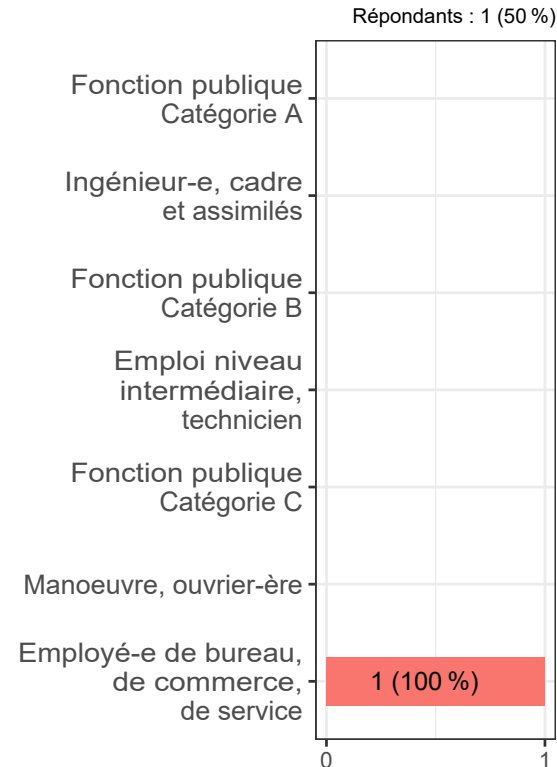 Répondants : 1 (50 %)
Fonction publique
Catégorie A
Ingénieur-e, cadre
et assimilés
Fonction publique
Catégorie B
Emploi niveau
intermédiaire,
technicien
Fonction publique
Catégorie C
Manoeuvre, ouvrier-ère
Employé-e de bureau,
de commerce,
de service
1 (100 %)
0 1